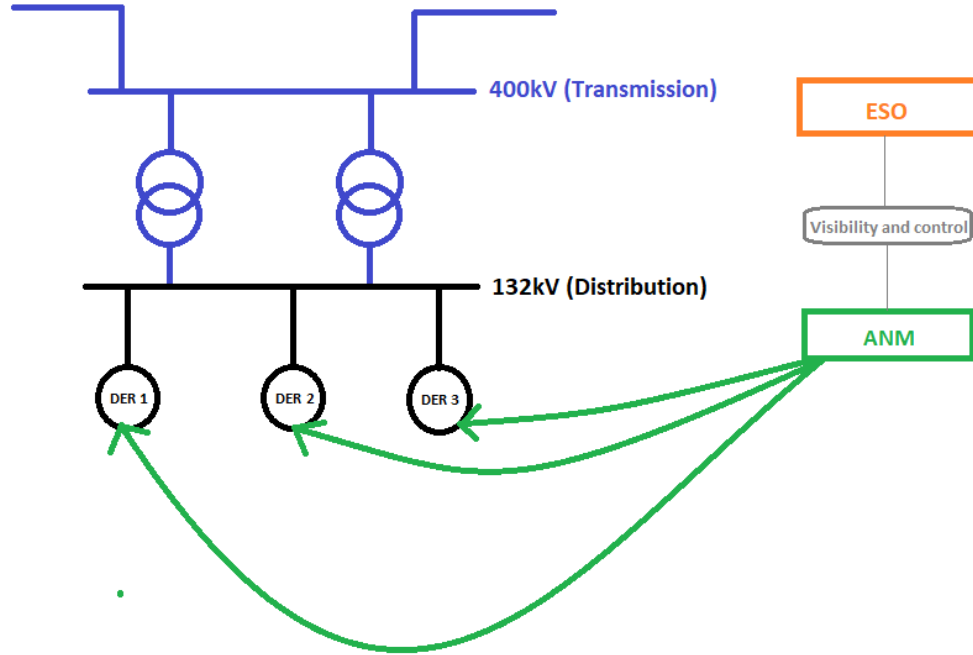 400kV (Transmission)
ESO
Visibility and control
132kV (Distribution)
ANM
DER 1
DER 2
DER 3